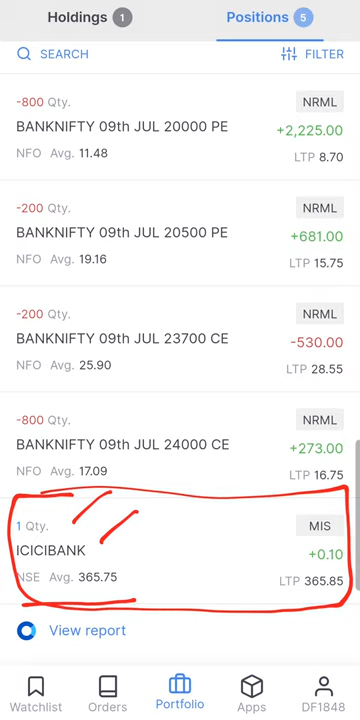 Holdings 1 Positions 5
SEARCH FILTER
-800 Qty. NRML
BANKNIFTY 09th JUL 20000 PE +2,225.00
NFO Avg. 11.48 LTP 8.70
-200 Qty. NRML
BANKNIFTY 09th JUL 20500 PE +681.00
NFO Avg. 19.16 LTP 15.75
-200 Qty. NRML
BANKNIFTY 09th JUL 23700 CE -530.00
NFO Avg. 25.90 LTP 28.55
-800 Qty. NRML
BANKNIFTY 09th JUL 24000 CE +273.00
NFO Avg. 17.09 LTP 16.75
1 Qty. MIS
ICICIBANK +0.10
NSE Avg. 365.75 LTP 365.85
View report
Watchlist Orders Portfolio Apps DF1848